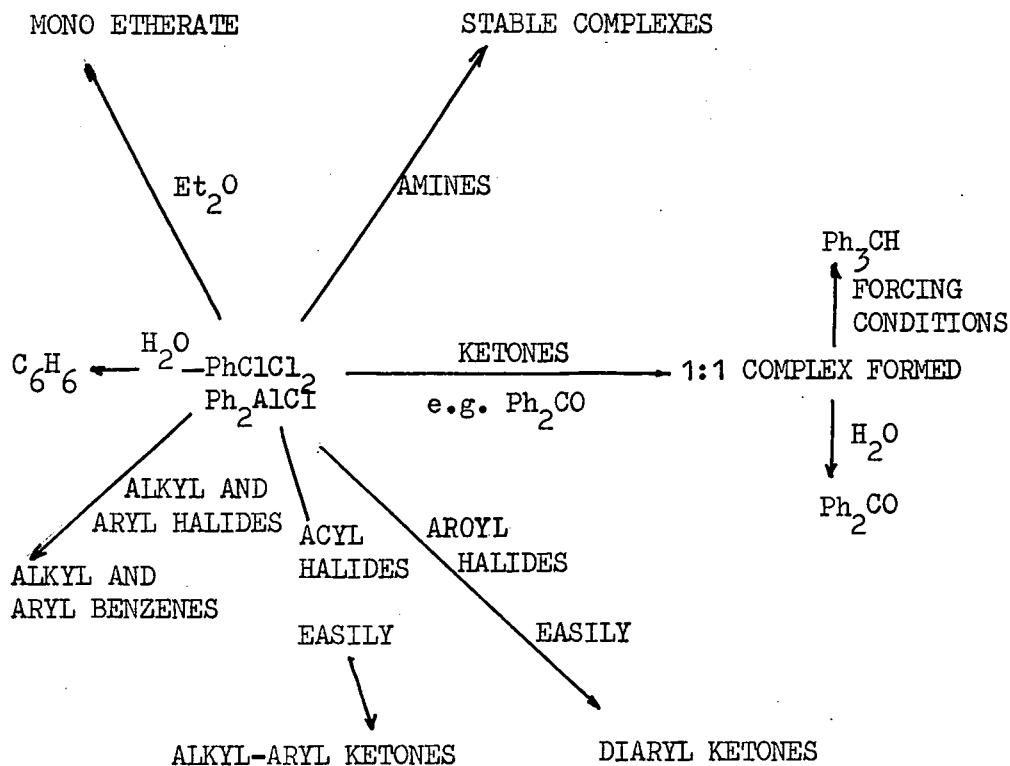 MONO ETHERATE
STABLE COMPLEXES
Et2O
AMINES
Ph3CH
FORCING
CONDITIONS
C6H6
H2O
PhClCl2
Ph2AlCl
KETONES
e.g. Ph2CO
1:1 COMPLEX FORMED
H2O
Ph2CO
ALKYL AND
ARYL HALIDES
ACYL
HALIDES
AROYL
HALIDES
ALKYL AND
ARYL BENZENES
EASILY
EASILY
ALKYL-ARYL KETONES
DIARYL KETONES